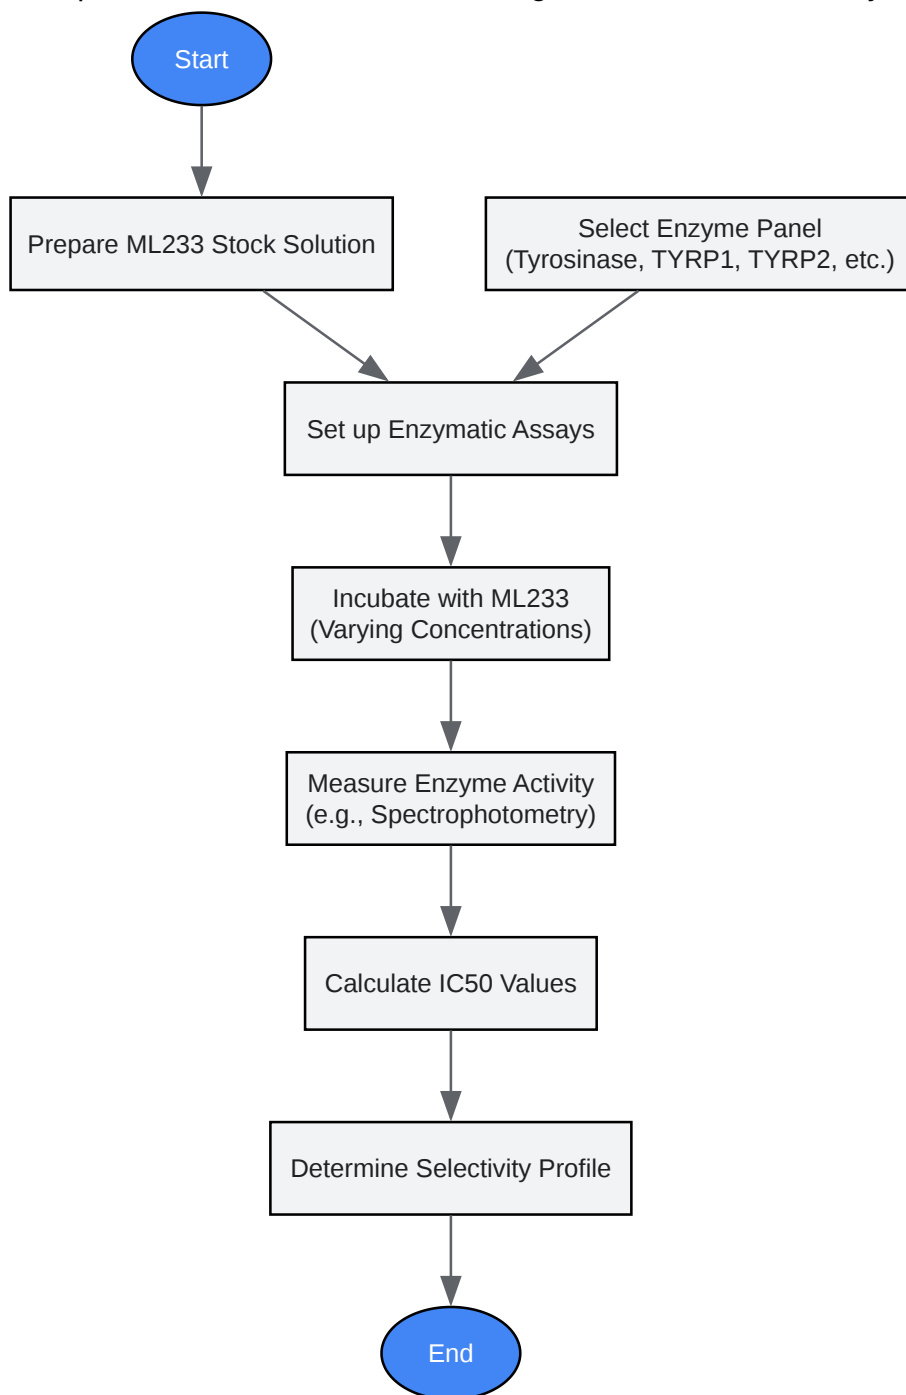 Start
Prepare ML233 Stock Solution
Select Enzyme Panel
(Tyrosinase, TYRP1, TYRP2, etc.)
Set up Enzymatic Assays
Incubate with ML233
(Varying Concentrations)
Measure Enzyme Activity
(e.g., Spectrophotometry)
Calculate IC50 Values
Determine Selectivity Profile
End